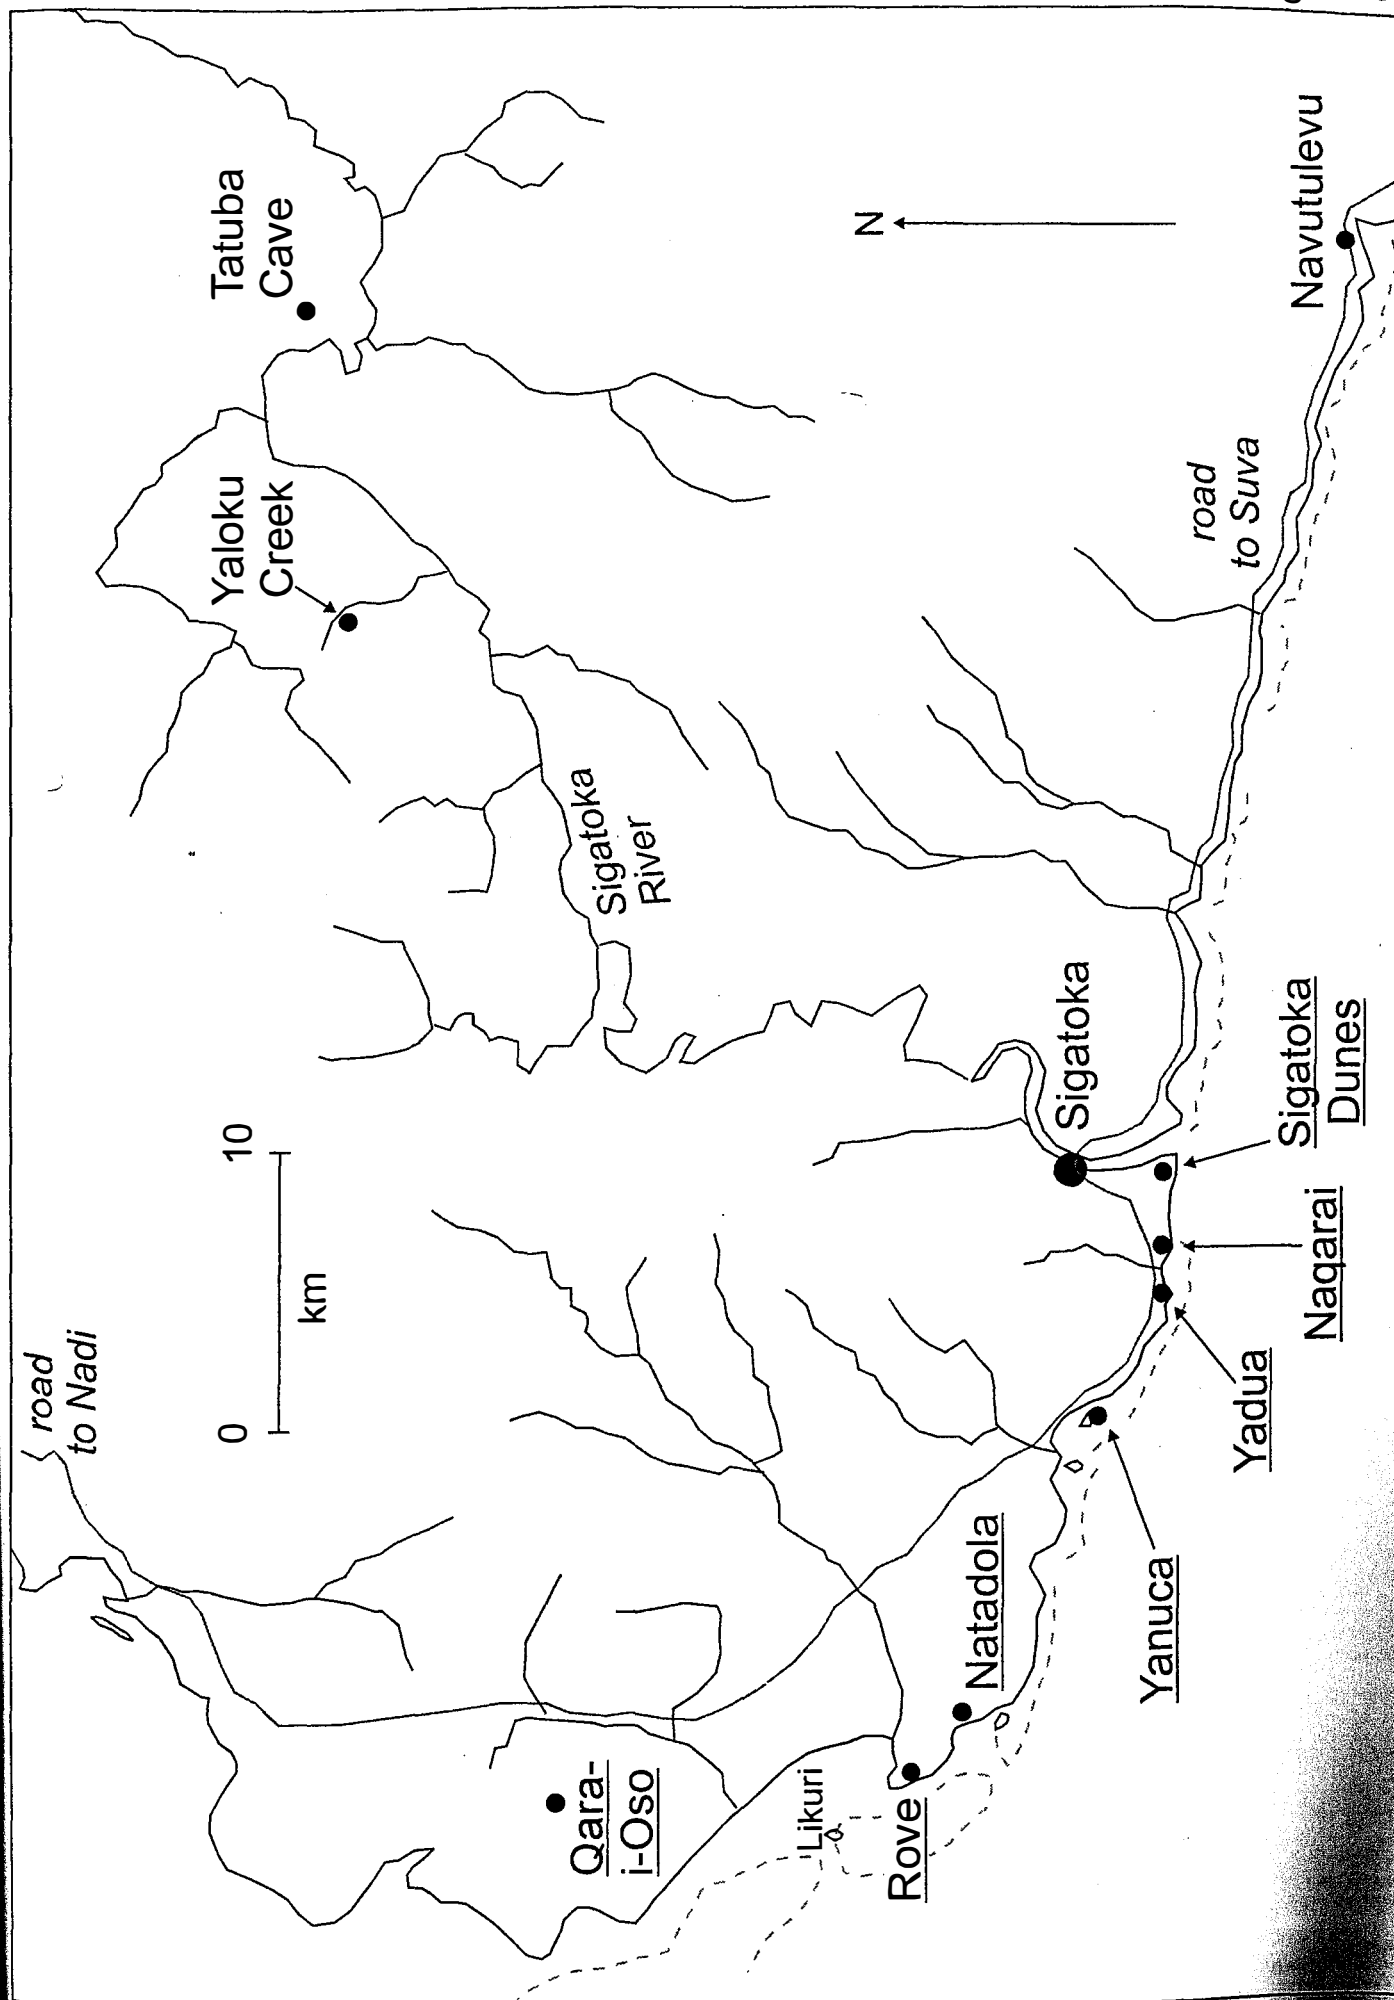 road
to Nadi
0 10
km
Tatuba
Cave
Yaloku
Creek
N
Sigatoka
River
Qara-
i-Oso
Likuri
Rove
Natadola
Yanuca
Yadua
Naqarai
Sigatoka
Sigatoka
Dunes
road
to Suva
Navutulevu